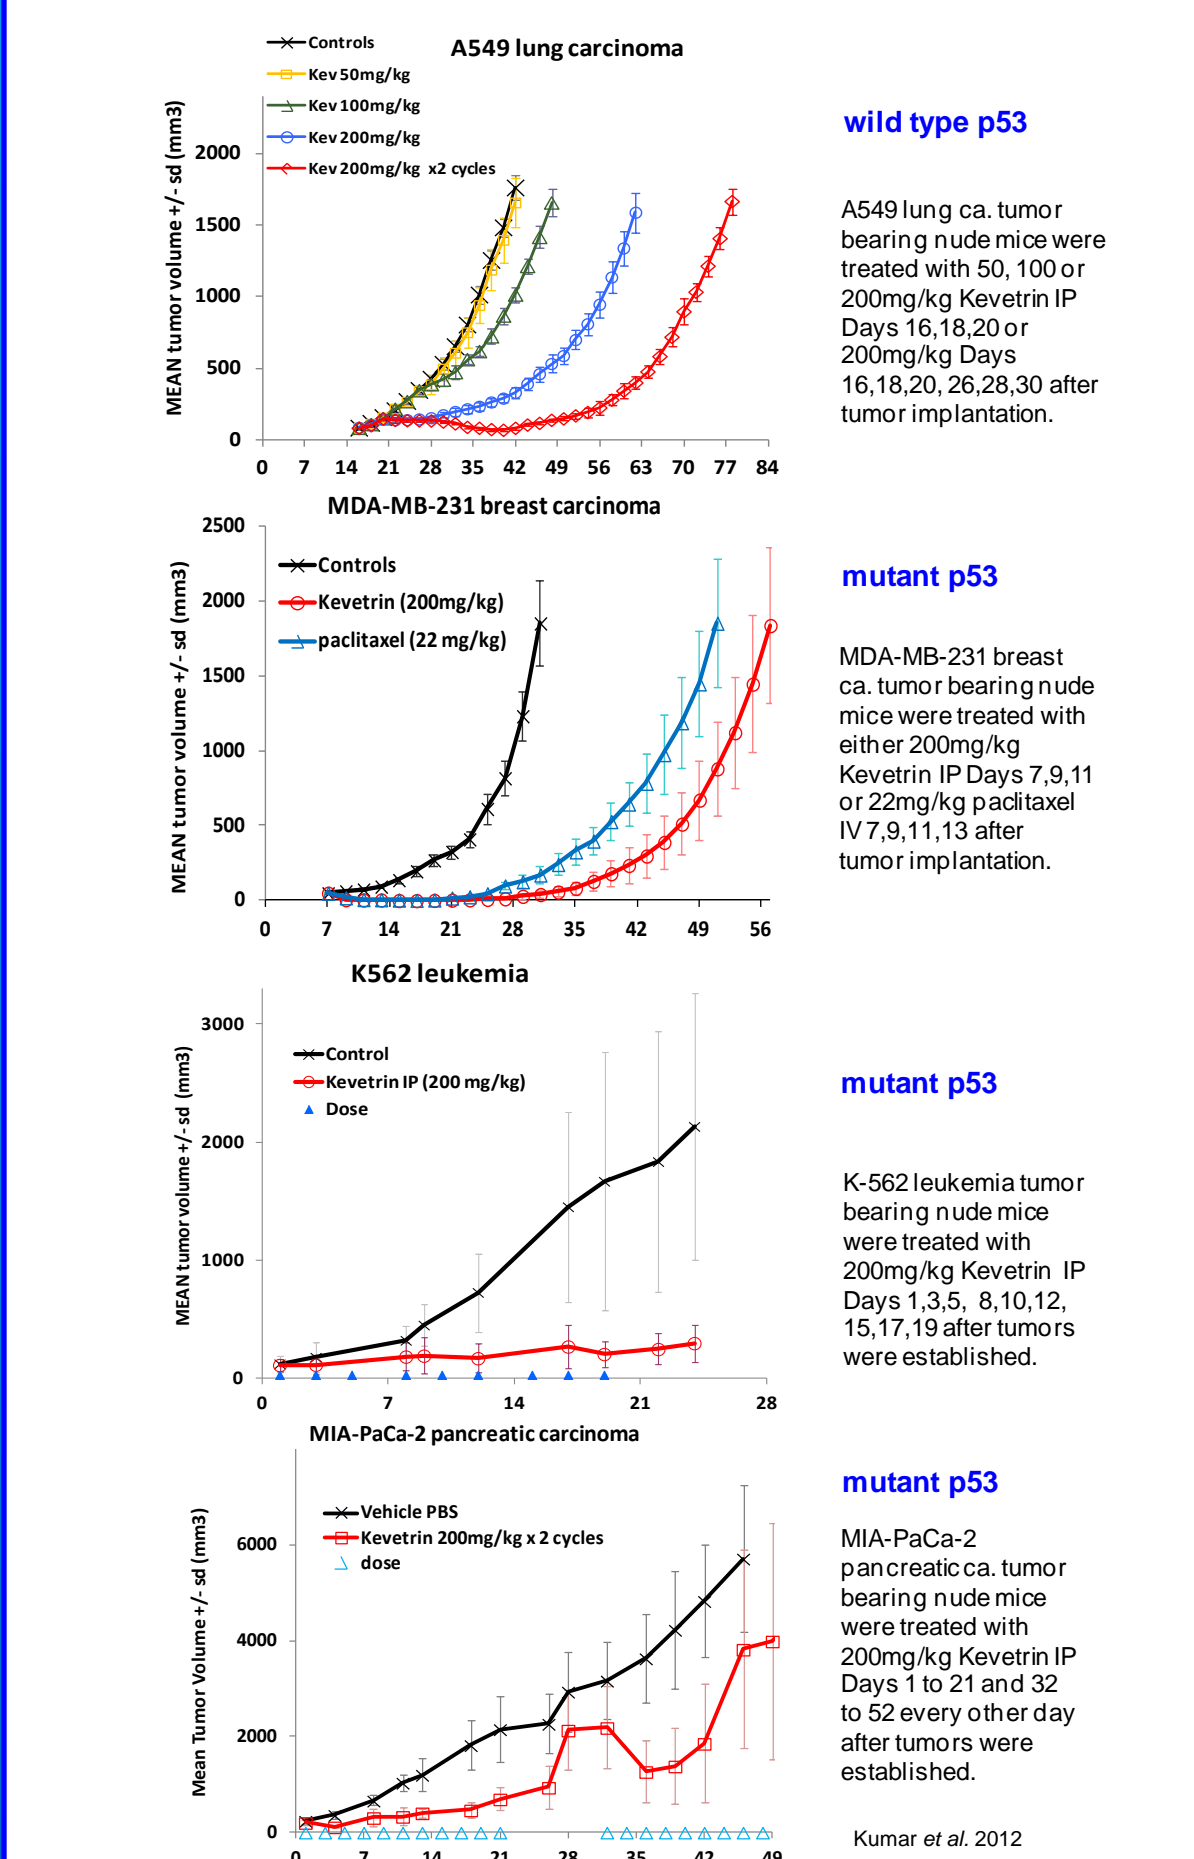 A549 lung carcinoma
Controls
Kev 50mg/kg
Kev 100mg/kg
Kev 200mg/kg
Kev 200mg/kg x2 cycles
MEAN tumor volume +/- sd (mm3)
2000
1500
1000
500
0
0 7 14 21 28 35 42 49 56 63 70 77 84
wild type p53
A549 lung ca. tumor
bearing nude mice were
treated with 50, 100 or
200mg/kg Kevetrin IP
Days 16,18,20 or
200mg/kg Days
16,18,20, 26,28,30 after
tumor implantation.
MDA-MB-231 breast carcinoma
Controls
Kevetrin (200mg/kg)
paclitaxel (22 mg/kg)
MEAN tumor volume +/- sd (mm3)
2500
2000
1500
1000
500
0
0 7 14 21 28 35 42 49 56
mutant p53
MDA-MB-231 breast
ca. tumor bearing nude
mice were treated with
either 200mg/kg
Kevetrin IP Days 7,9,11
or 22mg/kg paclitaxel
IV 7,9,11,13 after
tumor implantation.
K562 leukemia
Control
Kevetrin IP (200 mg/kg)
Dose
MEAN tumor volume +/- sd (mm3)
3000
2000
1000
0
0 7 14 21 28
mutant p53
K-562 leukemia tumor
bearing nude mice
were treated with
200mg/kg Kevetrin IP
Days 1,3,5, 8,10,12,
15,17,19 after tumors
were established.
MIA-PaCa-2 pancreatic carcinoma
Vehicle PBS
Kevetrin 200mg/kg x 2 cycles
dose
Mean Tumor Volume +/- sd (mm3)
6000
4000
2000
0
0 7 14 21 28 35 42 49
mutant p53
MIA-PaCa-2
pancreatic ca. tumor
bearing nude mice
were treated with
200mg/kg Kevetrin IP
Days 1 to 21 and 32
to 52 every other day
after tumors were
established.
Kumar et al. 2012